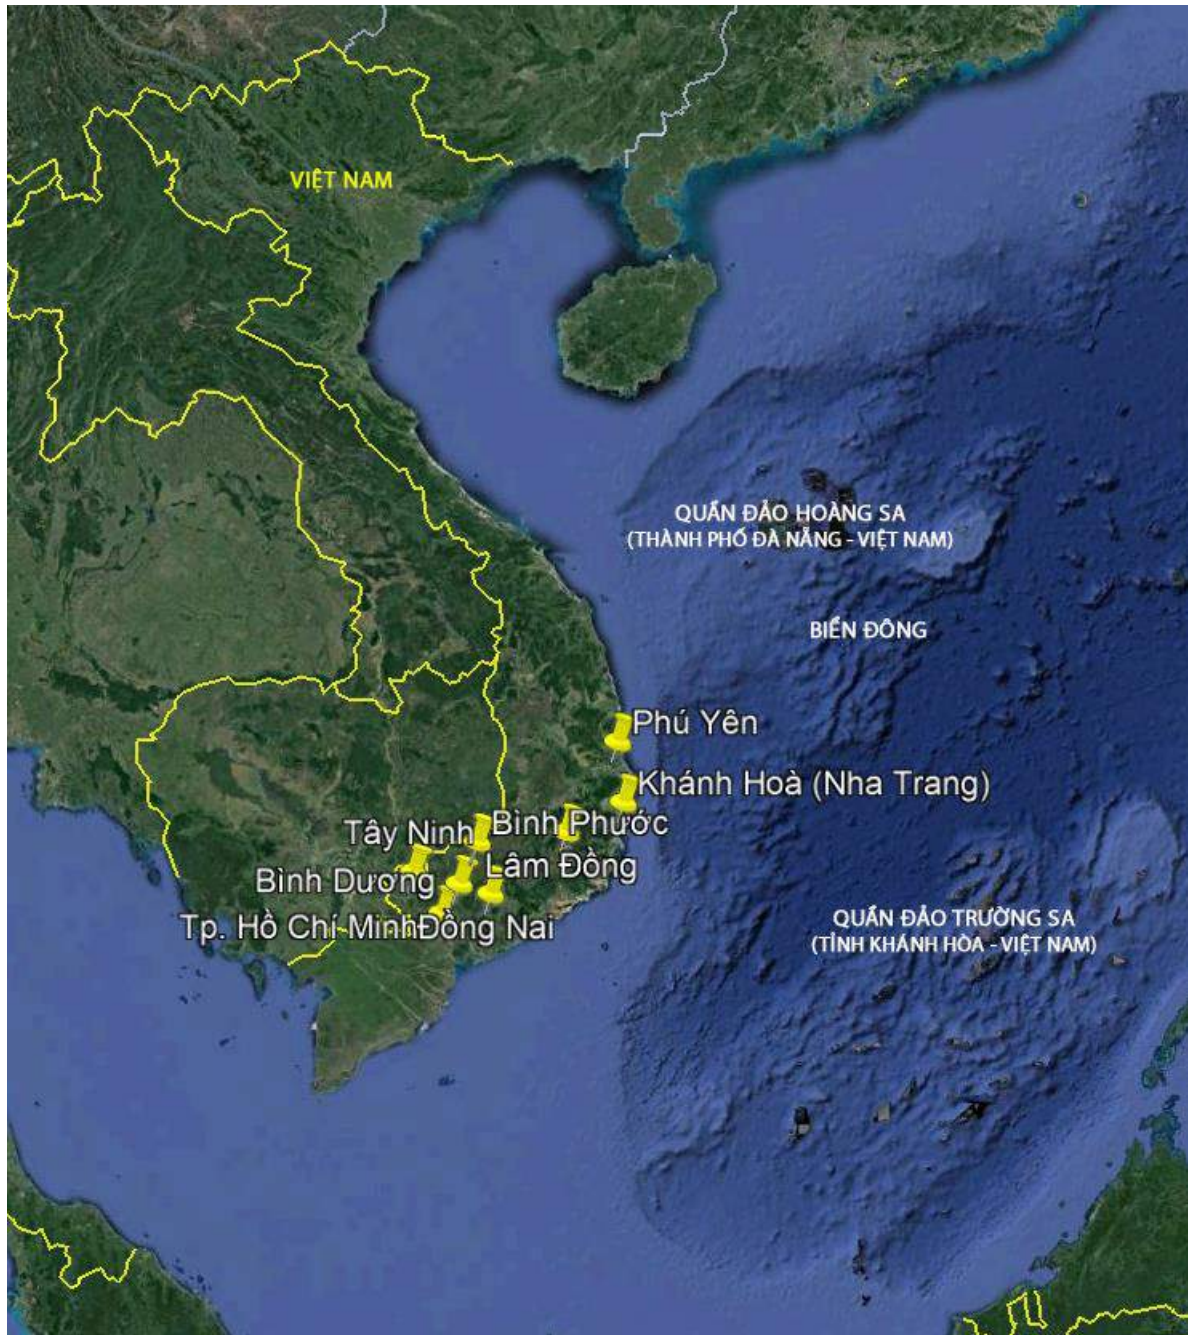 VIỆT NAM
QUẦN ĐẢO HOÀNG SA
(THÀNH PHỐ ĐÀ NẴNG - VIỆT NAM)
BIỂN ĐÔNG
Phú Yên
Khánh Hoà (Nha Trang)
Tây Ninh
Bình Phước
Bình Dương
Lâm Đồng
Tp. Hồ Chí Minh
Đồng Nai
QUẦN ĐẢO TRƯỜNG SA
(TỈNH KHÁNH HÒA - VIỆT NAM)